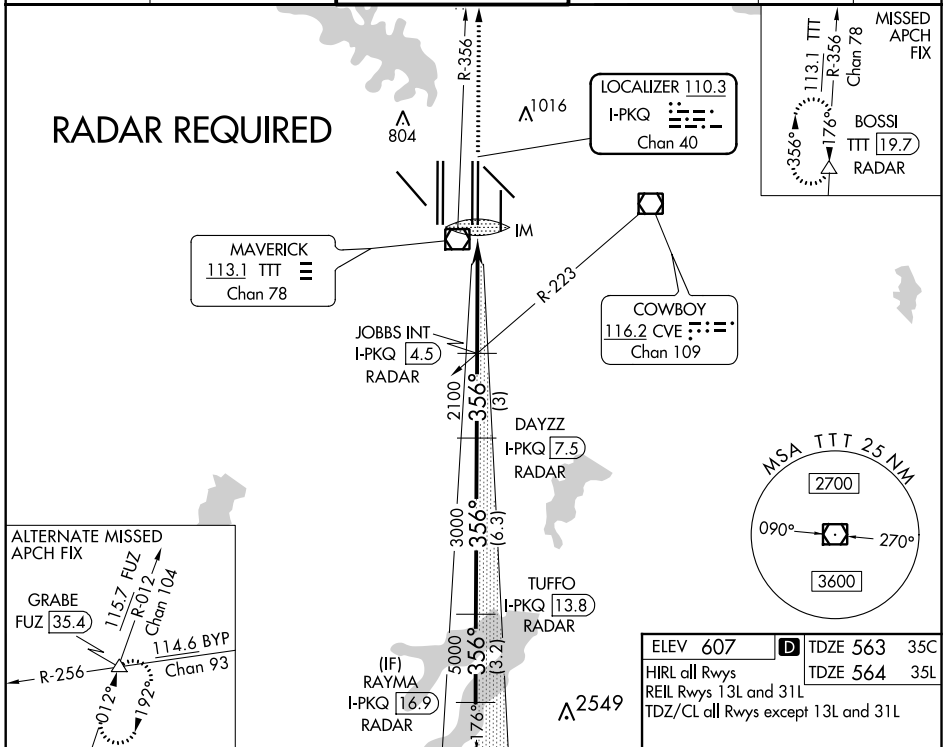 RADAR REQUIRED
804
1016
R-356
LOCALIZER 110.3
I-PKQ
Chan 40
MISSED
APCH
FIX
113.1 TTT
R-356
Chan 78
356°
176°
BOSSI
TTT 19.7
RADAR
MAVERICK
113.1 TTT
Chan 78
IM
R-223
COWBOY
116.2 CVE
Chan 109
JOBBS INT
I-PKQ 4.5
RADAR
2100
356°
(3)
DAYZZ
I-PKQ 7.5
RADAR
3000
356°
(6.3)
TUFFO
I-PKQ 13.8
RADAR
5000
356°
(3.2)
(IF)
RAYMA
I-PKQ 16.9
RADAR
176°
2549
MSA TTT 25 NM
2700
090°
270°
3600
ALTERNATE MISSED
APCH FIX
GRABE
FUZ 35.4
115.7 FUZ
R-012
Chan 104
114.6 BYP
Chan 93
R-256
012°
192°
ELEV 607
D
TDZE 563 35C
TDZE 564 35L
HIRL all Rwys
REIL Rwys 13L and 31L
TDZ/CL all Rwys except 13L and 31L